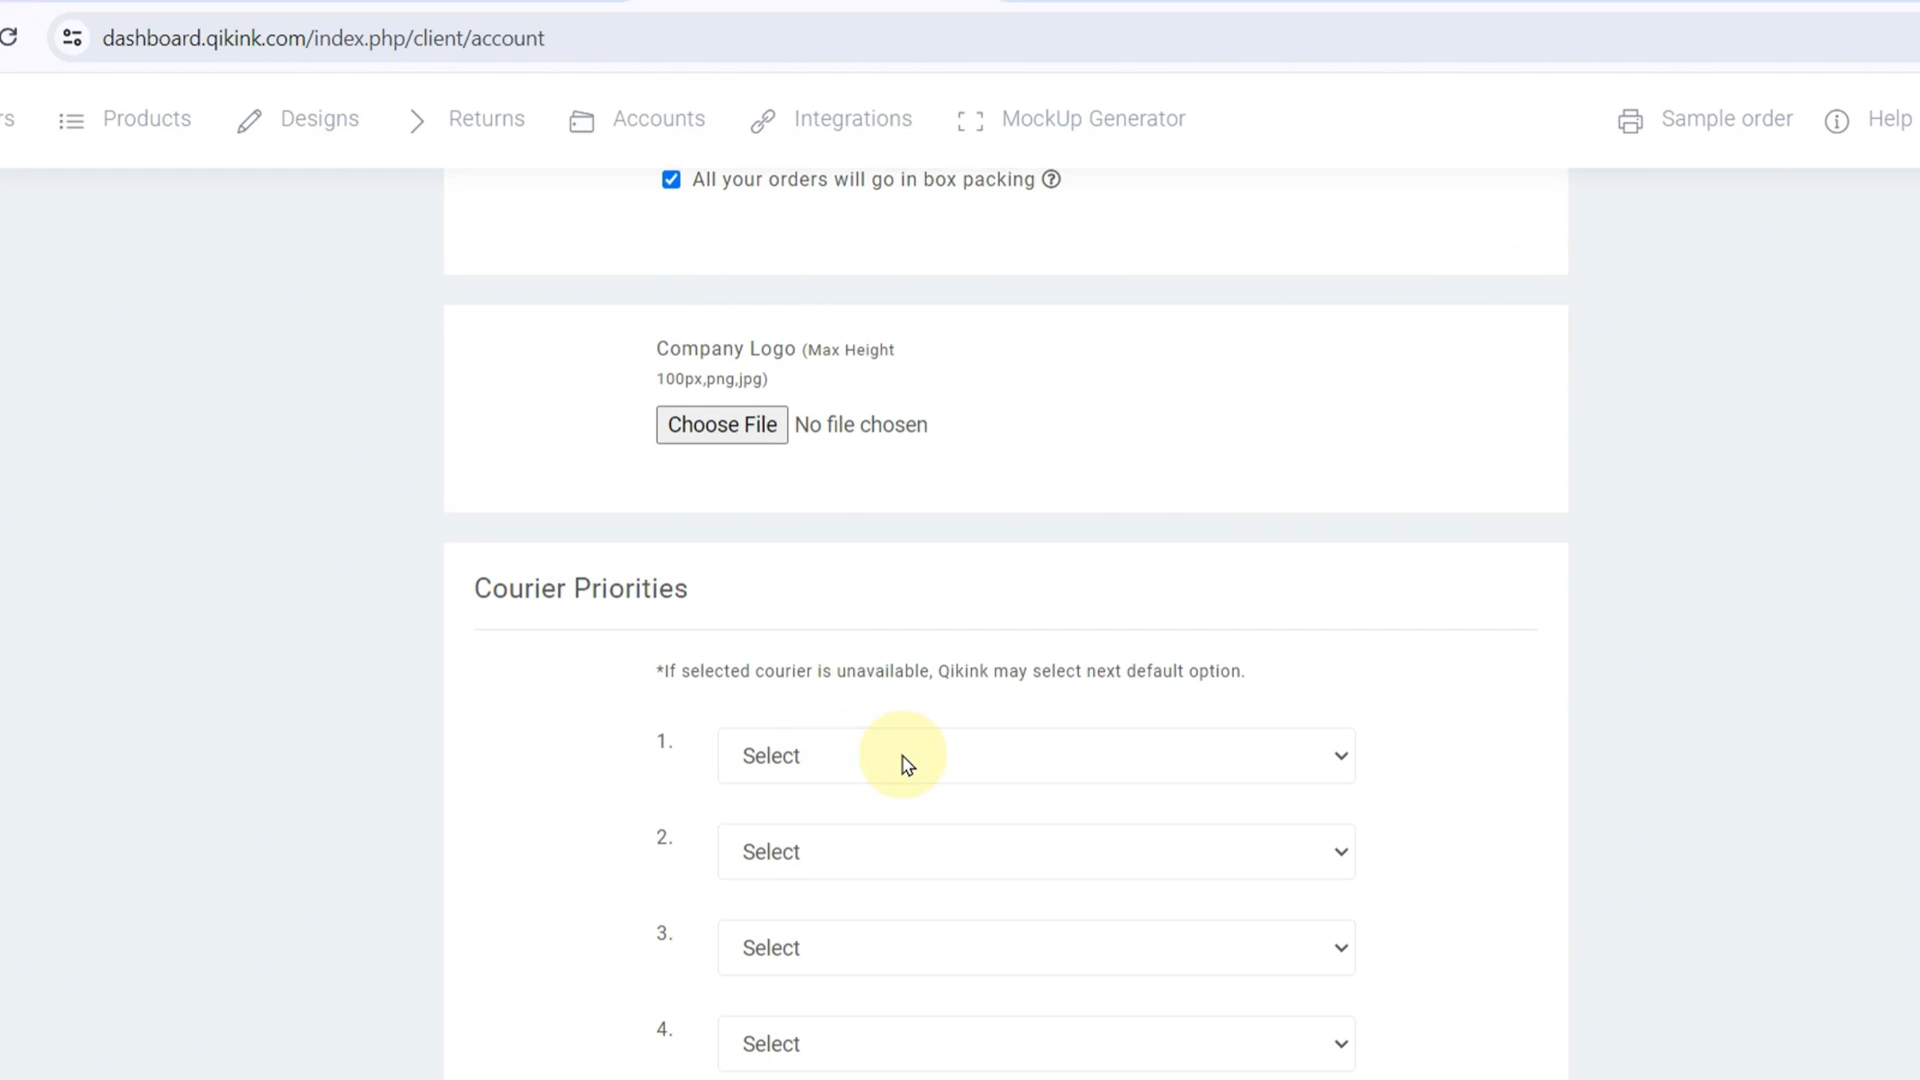 dashboard.qikink.com/index.php/client/account
rs Products Designs Returns Accounts Integrations MockUp Generator Sample order Help
All your orders will go in box packing
Company Logo (Max Height
100px,png,jpg)
Choose File No file chosen
Courier Priorities
*If selected courier is unavailable, Qikink may select next default option.
1. Select
2. Select
3. Select
4. Select